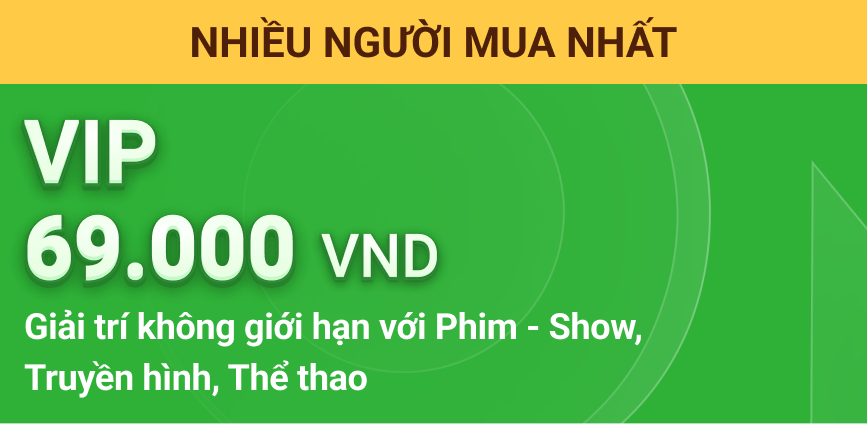 NHIỀU NGƯỜI MUA NHẤT
VIP
69.000 VND
Giải trí không giới hạn với Phim - Show,
Truyền hình, Thể thao